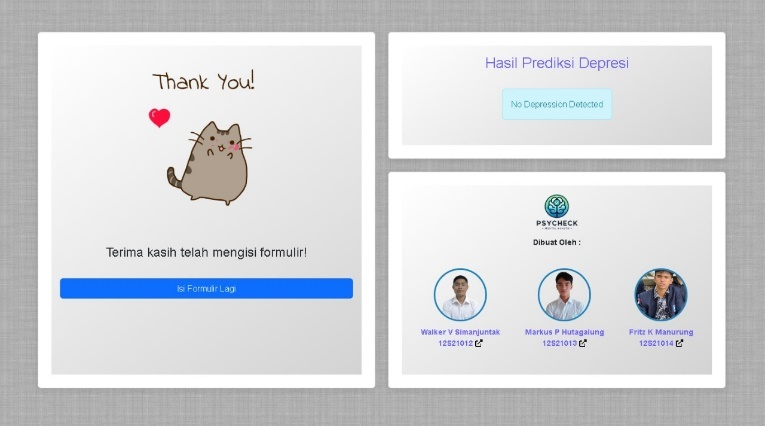 Thank You!
Terima kasih telah mengisi formulir!
Isi Formulir Lagi
Hasil Prediksi Depresi
No Depression Detected
PSYCHECK
Dibuat Oleh :
Walker V Simanjuntak
12S21012
Markus P Hutagalung
12S21013
Fritz K Manurung
12S21014